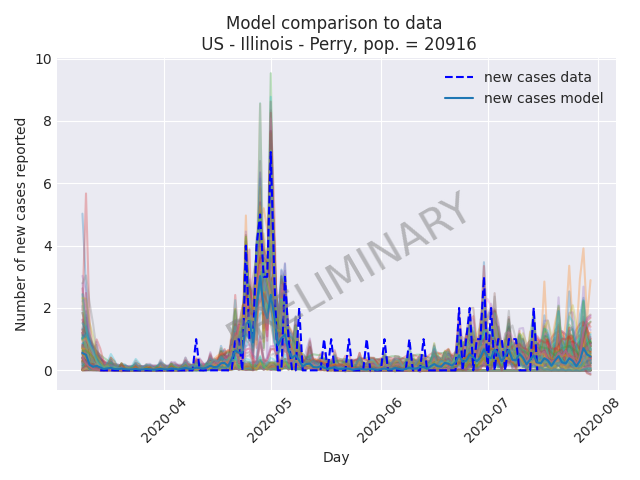 Model comparison to data
US - Illinois - Perry, pop. = 20916
Number of new cases reported
10
8
6
4
2
0
new cases data
new cases model
PRELIMINARY
2020-04
2020-05
2020-06
2020-07
2020-08
Day